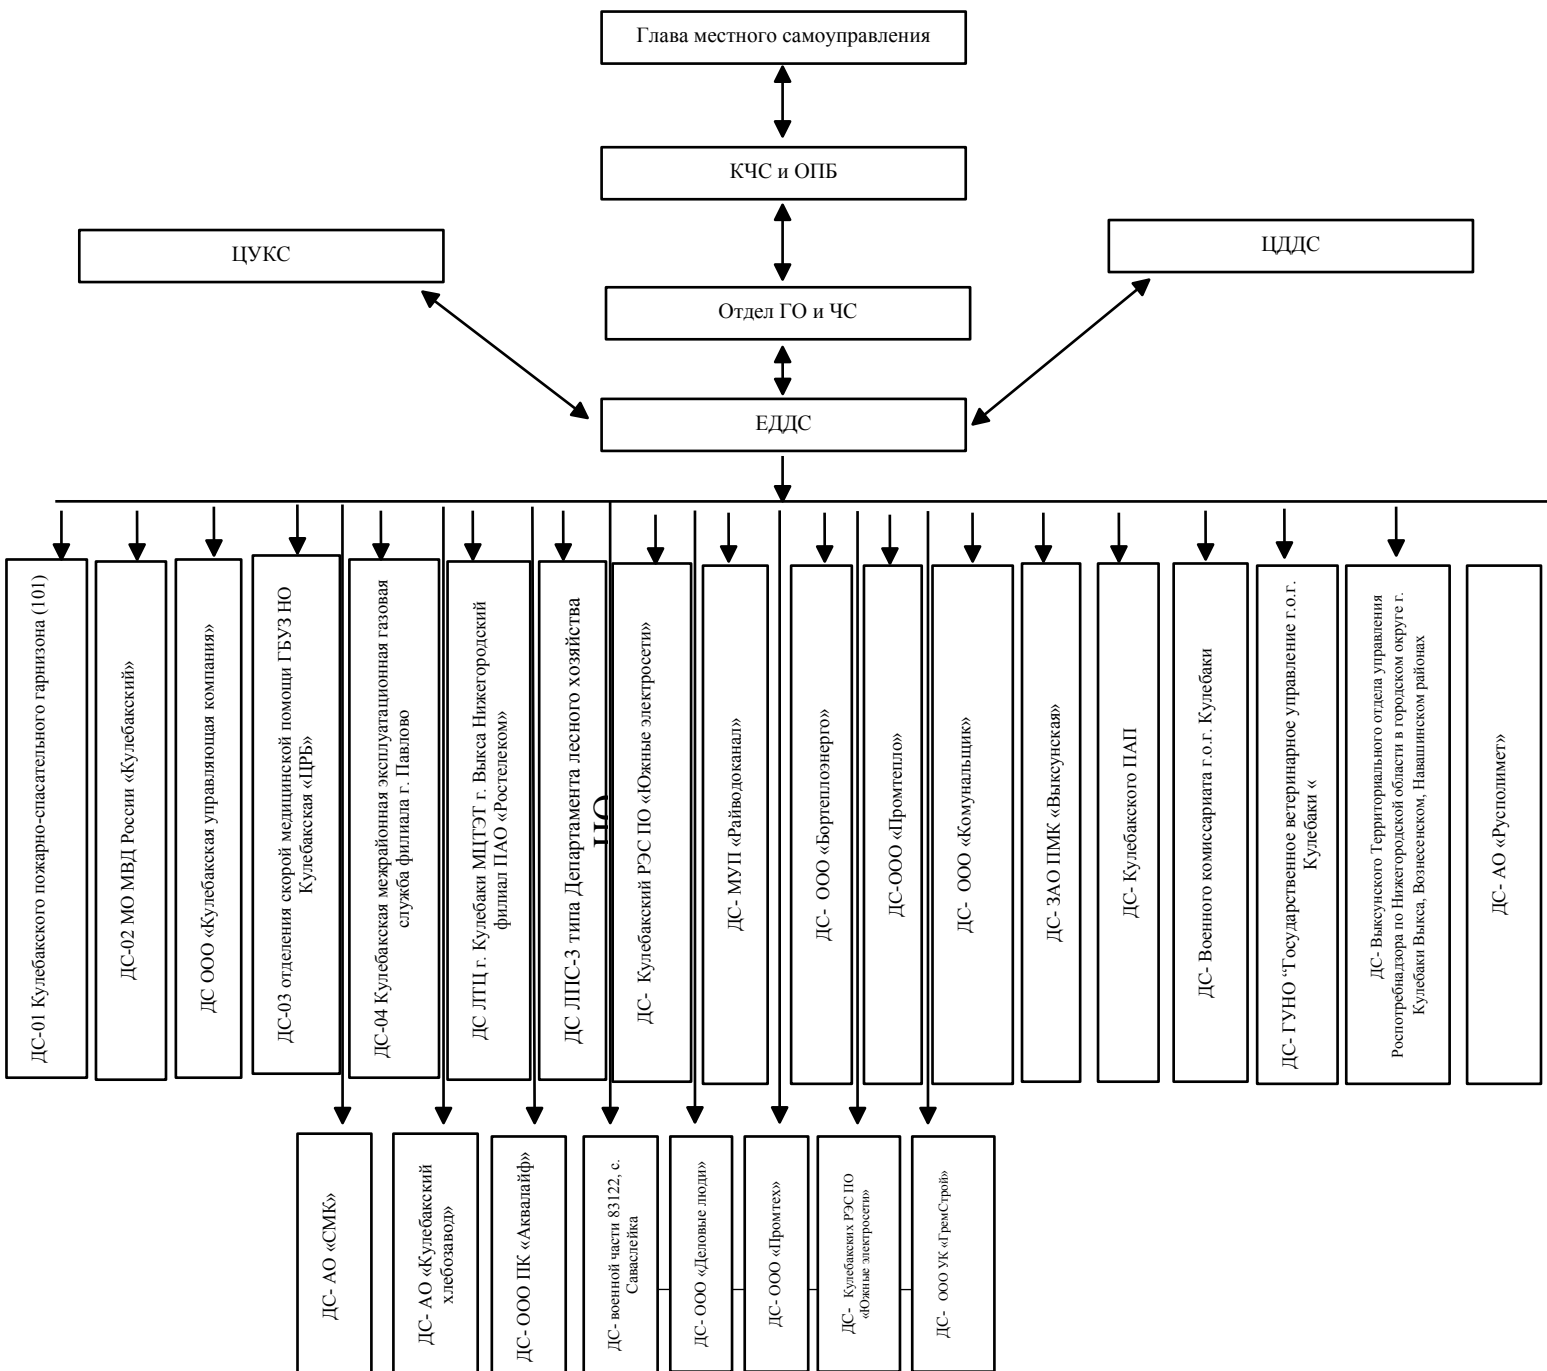 Глава местного самоуправления
КЧС и ОПБ
ЦУКС
ЦДДС
Отдел ГО и ЧС
ЕДДС
ДС-01 Кулебакского пожарно-спасательного гарнизона (101)
ДС-02 МО МВД России «Кулебакский»
ДС ООО «Кулебакская управляющая компания»
ДС-03 отделения скорой медицинской помощи ГБУЗ НО
Кулебакская «ЦРБ»
ДС-04 Кулебакская межрайонная эксплуатационная газовая
служба филиала г. Павлово
ДС ЛТЦ г. Кулебаки МЦТЭТ г. Выкса Нижегородский
филиал ПАО «Ростелеком»
ДС ЛПС-3 типа Департамента лесного хозяйства
НО
ДС- Кулебакский РЭС ПО «Южные электросети»
ДС- МУП «Райводоканал»
ДС- ООО «Бортеплоэнерго»
ДС-ООО «Промтепло»
ДС- ООО «Комунальщик»
ДС- ЗАО ПМК «Выксунская»
ДС- Кулебакского ПАП
ДС- Военного комиссариата г.о.г. Кулебаки
ДС- ГУНО “Государственное ветеринарное управление г.о.г.
Кулебаки “
ДС- Выксунского Территориального отдела управления
Роспотребнадзора по Нижегородской области в городском округе г.
Кулебаки Выкса, Вознесенском, Навашинском районах
ДС- АО «Русполимет»
ДС- АО «СМК»
ДС- АО «Кулебакский
хлебозавод»
ДС- ООО ПК «Аквалайф»
ДС- военной части 83122, с.
Саваслейка
ДС- ООО «Деловые люди»
ДС- ООО «Промтех»
ДС- Кулебакских РЭС ПО
«Южные электросети»
ДС- ООО УК «ГремСтрой»